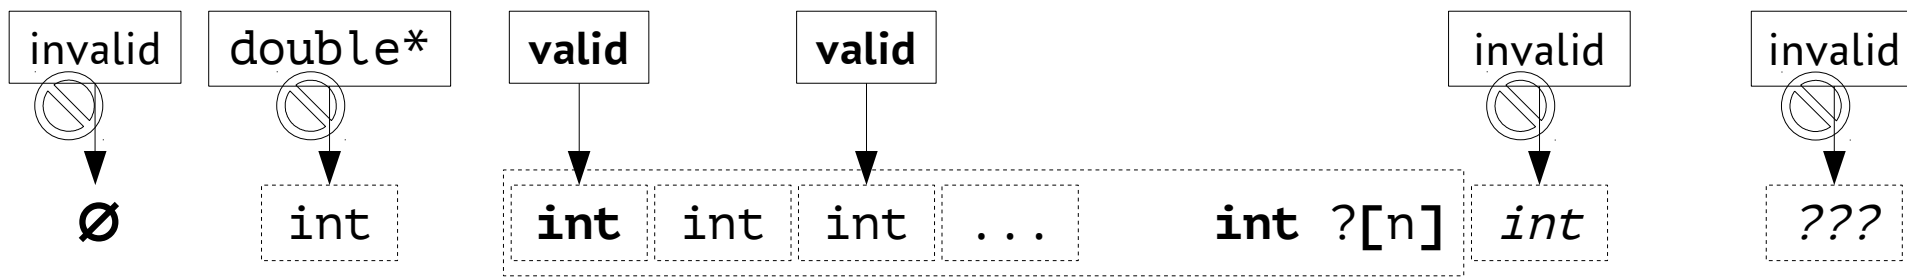 invalid double* valid valid invalid invalid
ø int int int int ... int ?[n] int ???